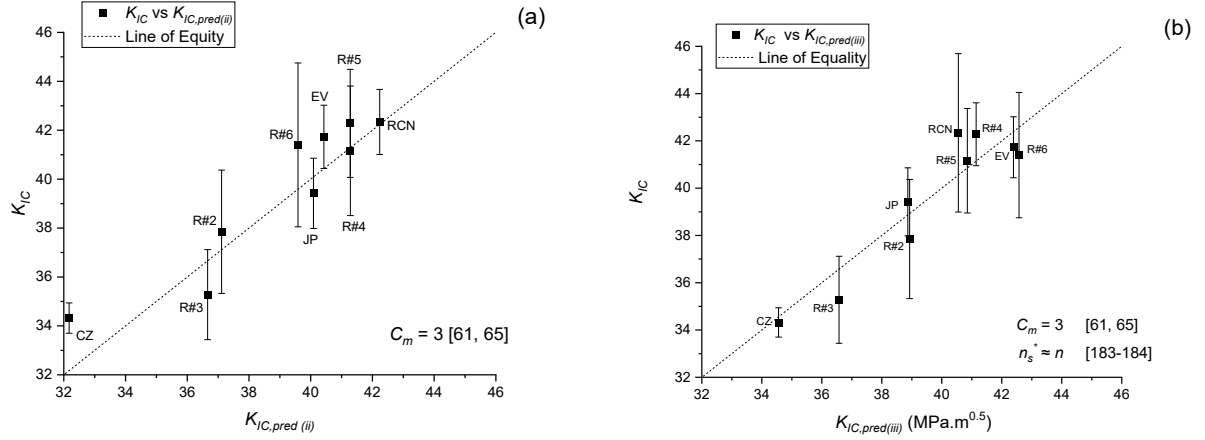 (a)
K_IC vs K_IC,pred(ii)
Line of Equity
46
44
42
40
38
36
34
32
K_IC
R#5
EV
R#6
RCN
JP
R#4
R#2
R#3
CZ
C_m = 3 [61, 65]
32 34 36 38 40 42 44 46
K_IC,pred (ii)
(b)
K_IC vs K_IC,pred(iii)
Line of Equality
46
44
42
40
38
36
34
32
K_IC
RCN
R#4
R#5
EV
R#6
JP
R#2
R#3
CZ
C_m = 3 [61, 65]
n_s^* ≈ n [183-184]
32 34 36 38 40 42 44 46
K_IC,pred(iii) (MPa.m^0.5)